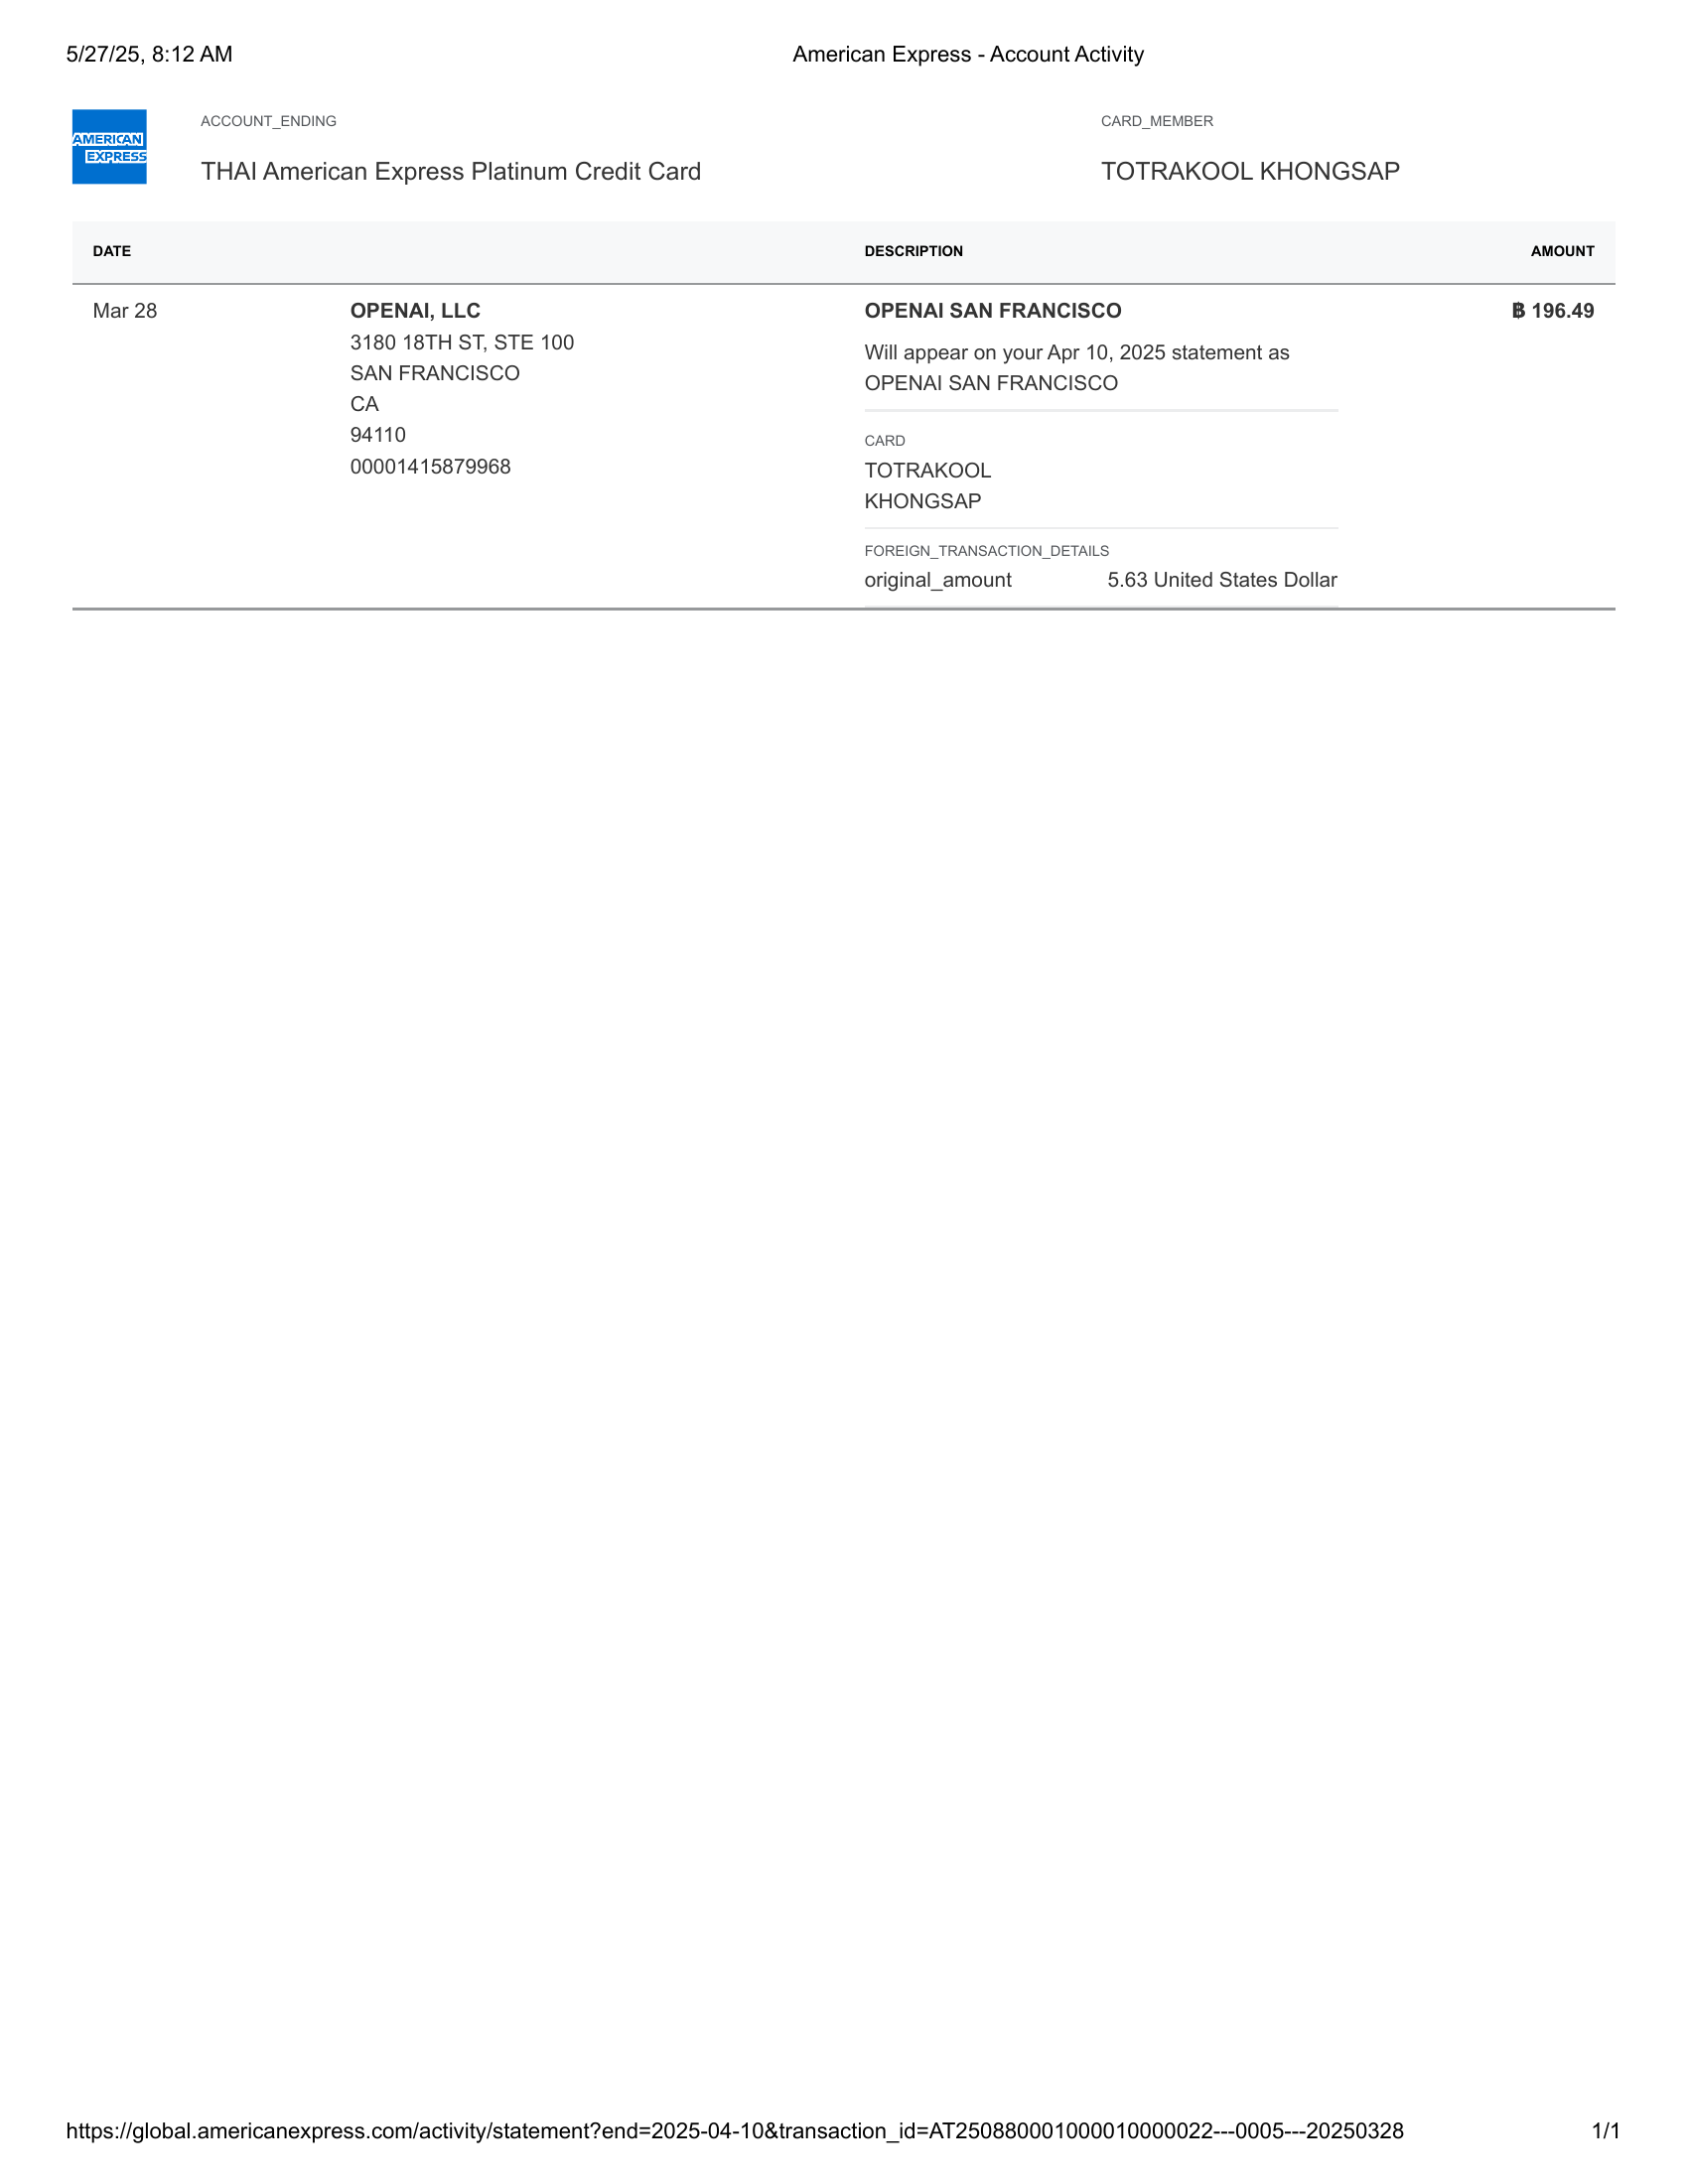 5/27/25, 8:12 AM
American Express - Account Activity
AMERICAN
EXPRESS
ACCOUNT_ENDING
CARD_MEMBER
THAI American Express Platinum Credit Card
TOTRAKOOL KHONGSAP
DATE
DESCRIPTION
AMOUNT
Mar 28
OPENAI, LLC
3180 18TH ST, STE 100
SAN FRANCISCO
CA
94110
00001415879968
OPENAI SAN FRANCISCO
฿ 196.49
Will appear on your Apr 10, 2025 statement as
OPENAI SAN FRANCISCO
CARD
TOTRAKOOL
KHONGSAP
FOREIGN_TRANSACTION_DETAILS
original_amount 5.63 United States Dollar
https://global.americanexpress.com/activity/statement?end=2025-04-10&transaction_id=AT250880001000010000022---0005---20250328
1/1